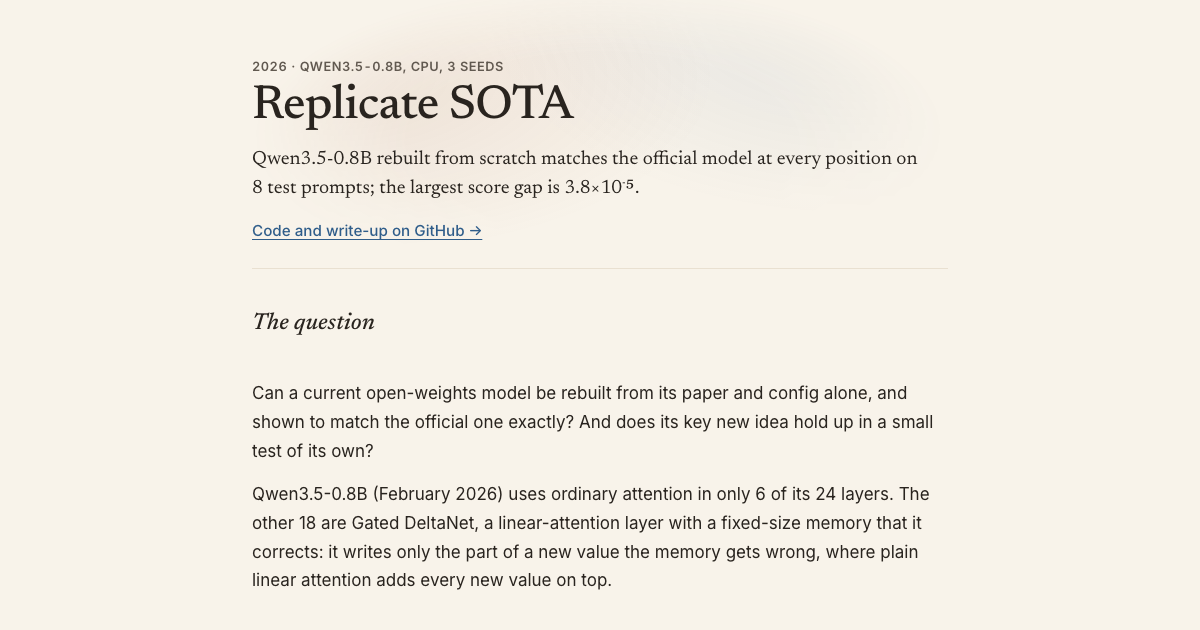 2026 · QWEN3.5-0.8B, CPU, 3 SEEDS
Replicate SOTA
Qwen3.5-0.8B rebuilt from scratch matches the official model at every position on
8 test prompts; the largest score gap is 3.8×10⁻⁵.
Code and write-up on GitHub →
The question
Can a current open-weights model be rebuilt from its paper and config alone, and
shown to match the official one exactly? And does its key new idea hold up in a small
test of its own?
Qwen3.5-0.8B (February 2026) uses ordinary attention in only 6 of its 24 layers. The
other 18 are Gated DeltaNet, a linear-attention layer with a fixed-size memory that it
corrects: it writes only the part of a new value the memory gets wrong, where plain
linear attention adds every new value on top.